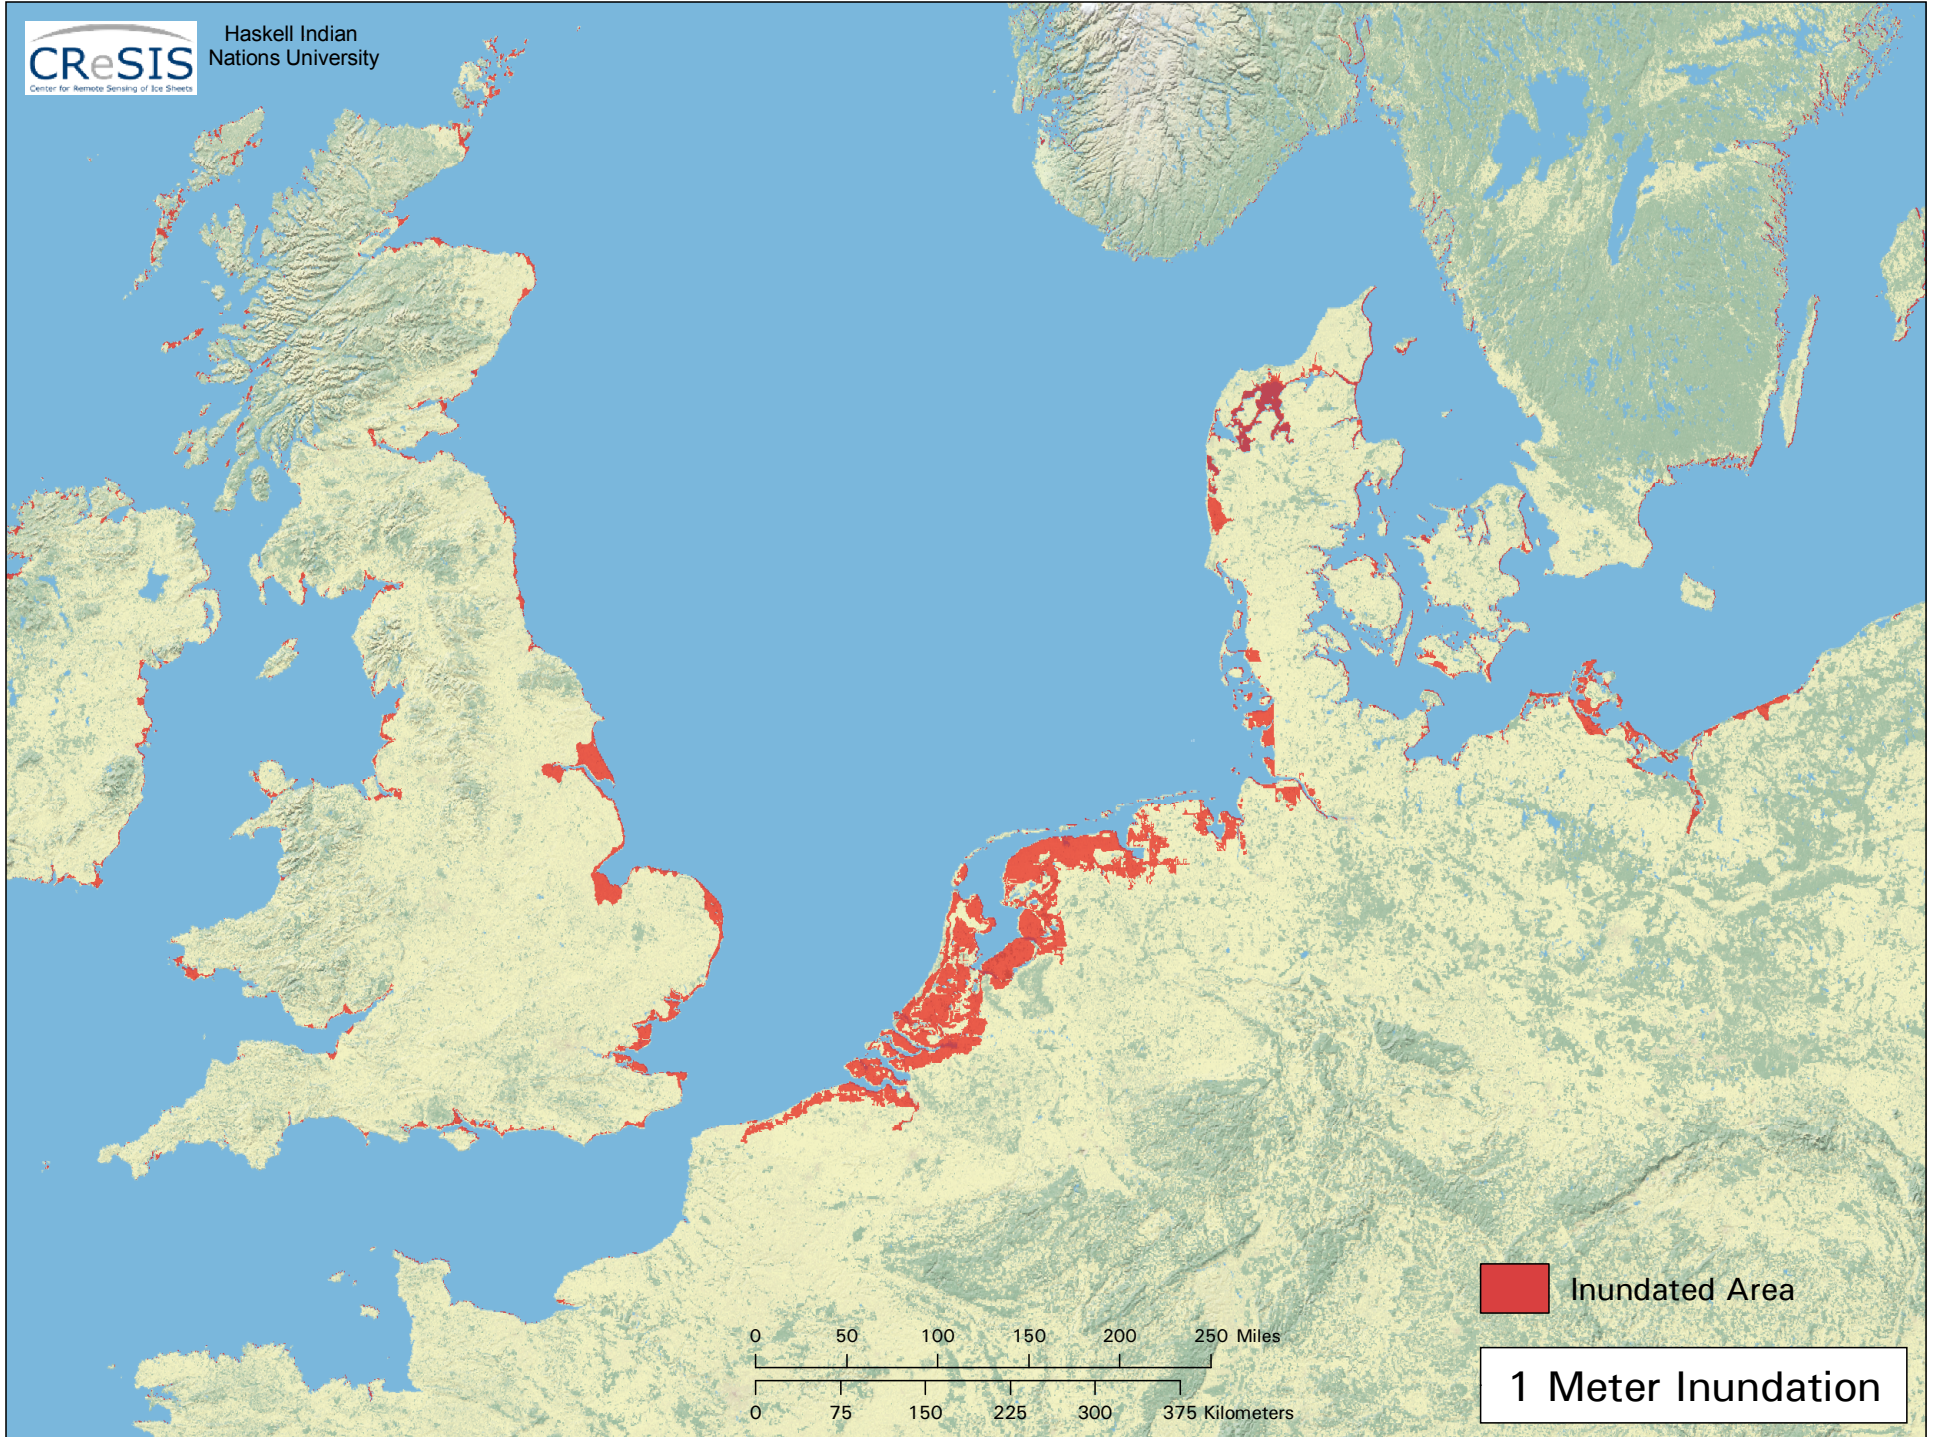 CReSIS
Center for Remote Sensing of Ice Sheets
Haskell Indian
Nations University
Inundated Area
0 50 100 150 200 250 Miles
0 75 150 225 300 375 Kilometers
1 Meter Inundation